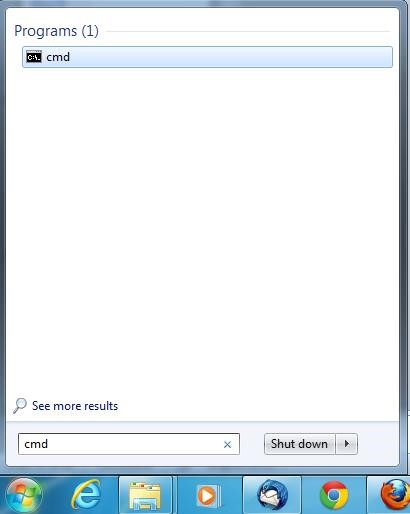 Programs (1)
C:\.
cmd
See more results
cmd
Shut down